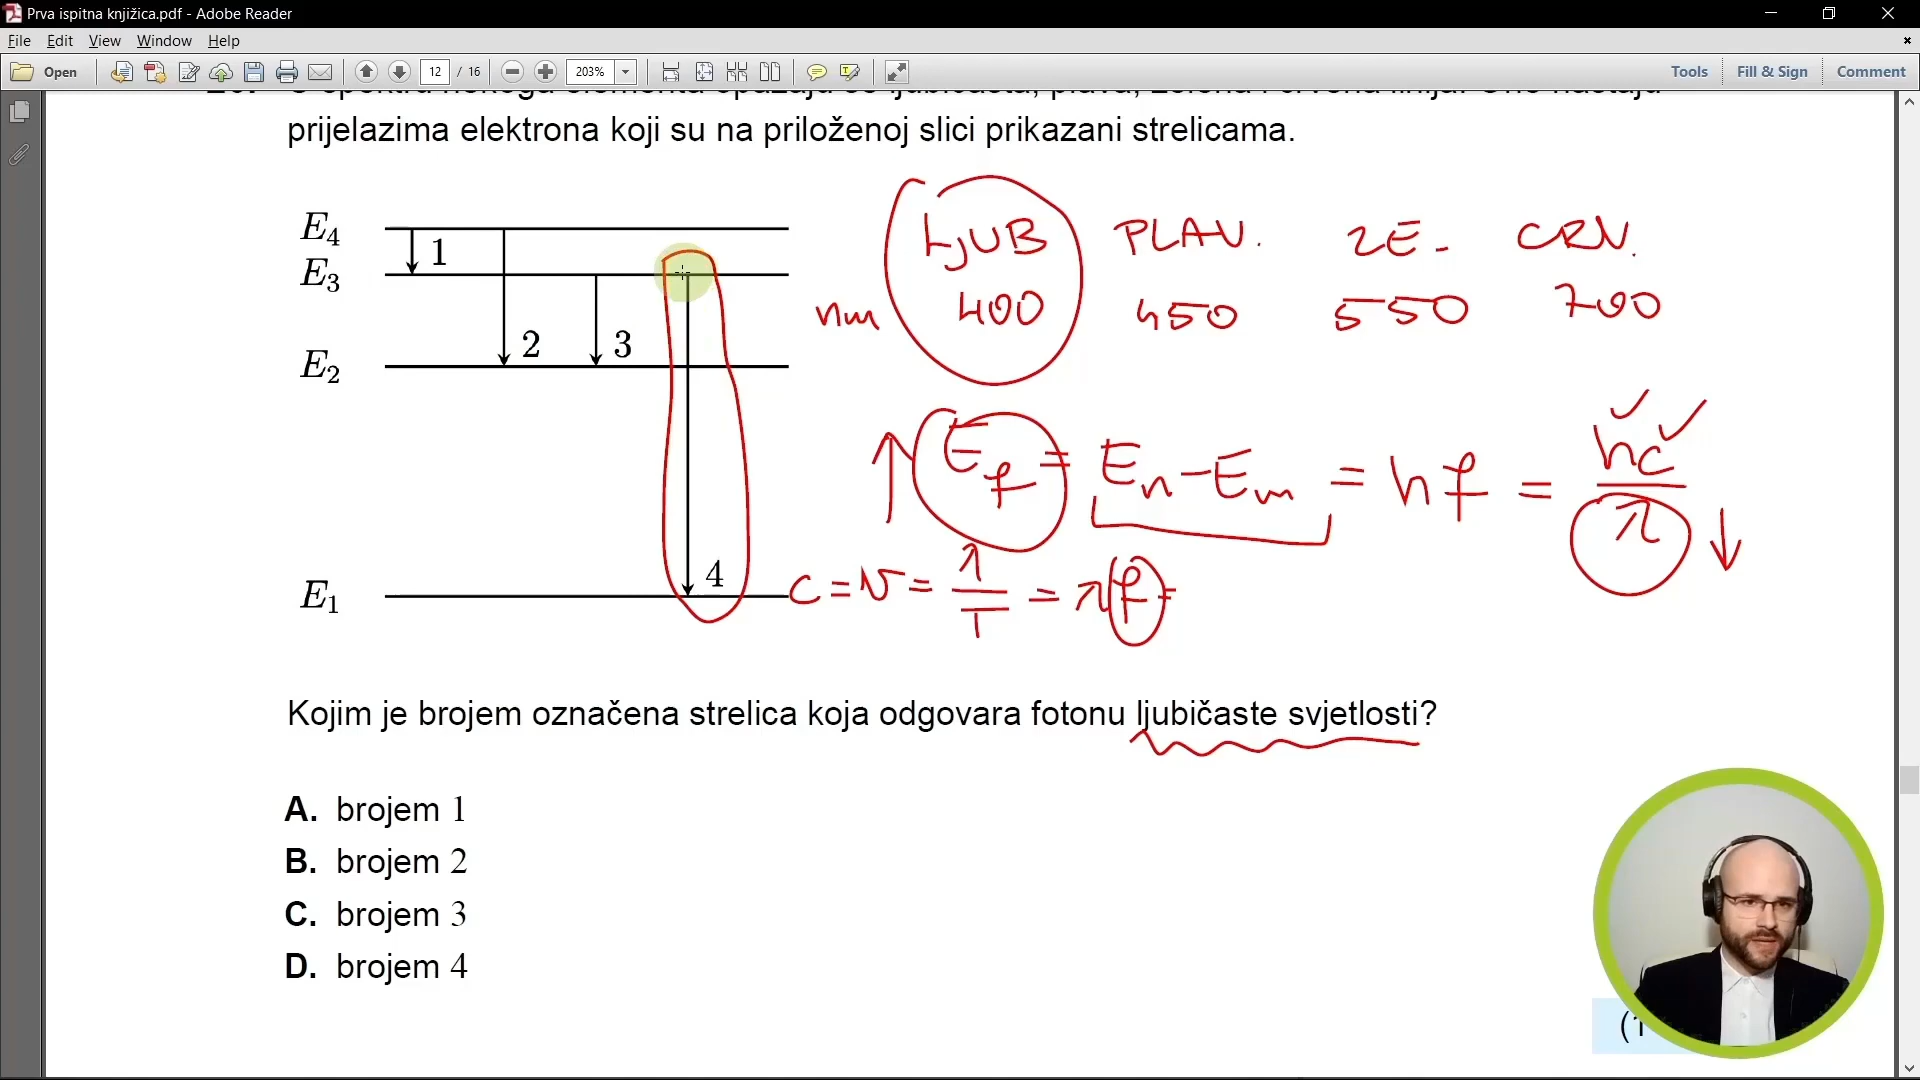 Prva ispitna knjižica.pdf - Adobe Reader
File Edit View Window Help
Open 12 / 16 203% Tools Fill & Sign Comment
prijelazima elektrona koji su na priloženoj slici prikazani strelicama.
E4
1
E3
2
3
E2
4
E1
LJUB PLAV. ZE. CRV.
nm 400 450 550 700
Ef = En - Em = hf = hc / λ
c = v = λ / T = λf =
Kojim je brojem označena strelica koja odgovara fotonu ljubičaste svjetlosti?
A. brojem 1
B. brojem 2
C. brojem 3
D. brojem 4
(1